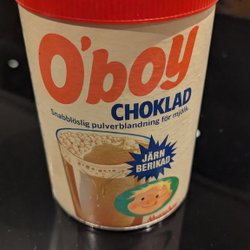 O'boy
CHOKLAD
Snabblöslig pulverblandning för mjölk.
JÄRN
BERIKAD